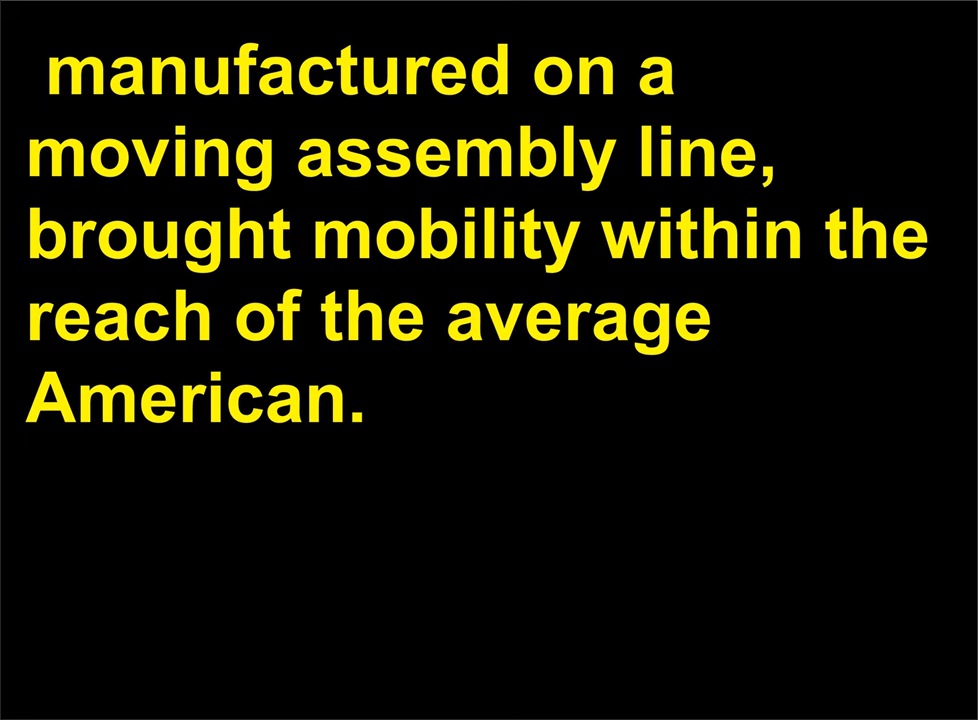 manufactured on a
moving assembly line,
brought mobility within the
reach of the average
American.